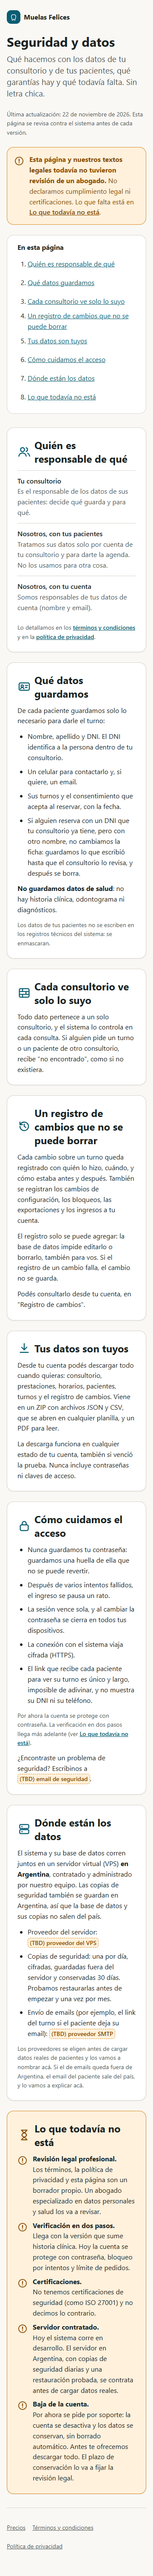 Muelas Felices
Seguridad y datos
Qué hacemos con los datos de tu
consultorio y de tus pacientes, qué
garantías hay y qué todavía falta. Sin
letra chica.
Última actualización: 22 de noviembre de 2026. Esta
página se revisa contra el sistema antes de cada
versión.
Esta página y nuestros textos
legales todavía no tuvieron
revisión de un abogado. No
declaramos cumplimiento legal ni
certificaciones. Lo que falta está en
Lo que todavía no está.
En esta página
1. Quién es responsable de qué
2. Qué datos guardamos
3. Cada consultorio ve solo lo suyo
4. Un registro de cambios que no se
puede borrar
5. Tus datos son tuyos
6. Cómo cuidamos el acceso
7. Dónde están los datos
8. Lo que todavía no está
Quién es
responsable de qué
Tu consultorio
Es el responsable de los datos de sus
pacientes: decide qué guarda y para
qué.
Nosotros, con tus pacientes
Tratamos sus datos solo por cuenta de
tu consultorio y para darte la agenda.
No los usamos para otra cosa.
Nosotros, con tu cuenta
Somos responsables de tus datos de
cuenta (nombre y email).
Lo detallamos en los términos y condiciones
y en la política de privacidad.
Qué datos
guardamos
De cada paciente guardamos solo lo
necesario para darle el turno:
• Nombre, apellido y DNI. El DNI
identifica a la persona dentro de tu
consultorio.
• Un celular para contactarlo y, si
quiere, un email.
• Sus turnos y el consentimiento que
acepta al reservar, con la fecha.
• Si alguien reserva con un DNI que
tu consultorio ya tiene, pero con
otro nombre, no cambiamos la
ficha: guardamos lo que escribió
hasta que el consultorio lo revisa, y
después se borra.
No guardamos datos de salud: no
hay historia clínica, odontograma ni
diagnósticos.
Los datos de tus pacientes no se escriben en
los registros técnicos del sistema: se
enmascaran.
Cada consultorio ve
solo lo suyo
Todo dato pertenece a un solo
consultorio, y el sistema lo controla en
cada consulta. Si alguien pide un turno
o un paciente de otro consultorio,
recibe "no encontrado", como si no
existiera.
Un registro de
cambios que no se
puede borrar
Cada cambio sobre un turno queda
registrado con quién lo hizo, cuándo, y
cómo estaba antes y después. También
se registran los cambios de
configuración, los bloqueos, las
exportaciones y los ingresos a tu
cuenta.
El registro solo se puede agregar: la
base de datos impide editarlo o
borrarlo, también para vos. Si el
registro de un cambio falla, el cambio
no se guarda.
Podés consultarlo desde tu cuenta, en
"Registro de cambios".
Tus datos son tuyos
Desde tu cuenta podés descargar todo
cuando quieras: consultorio,
prestaciones, horarios, pacientes,
turnos y el registro de cambios. Viene
en un ZIP con archivos JSON y CSV,
que se abren en cualquier planilla, y un
PDF para leer.
La descarga funciona en cualquier
estado de tu cuenta, también si venció
la prueba. Nunca incluye contraseñas
ni claves de acceso.
Cómo cuidamos el
acceso
• Nunca guardamos tu contraseña:
guardamos una huella de ella que
no se puede revertir.
• Después de varios intentos fallidos,
el ingreso se pausa un rato.
• La sesión vence sola, y al cambiar la
contraseña se cierra en todos tus
dispositivos.
• La conexión con el sistema viaja
cifrada (HTTPS).
• El link que recibe cada paciente
para ver su turno es único y largo,
imposible de adivinar, y no muestra
su DNI ni su teléfono.
Por ahora la cuenta se protege con
contraseña. La verificación en dos pasos
llega más adelante (ver Lo que todavía no
está).
¿Encontraste un problema de
seguridad? Escribinos a
(TBD) email de seguridad.
Dónde están los
datos
El sistema y su base de datos corren
juntos en un servidor virtual (VPS) en
Argentina, contratado y administrado
por nuestro equipo. Las copias de
seguridad también se guardan en
Argentina, así que la base de datos y
sus copias no salen del país.
• Proveedor del servidor:
(TBD) proveedor del VPS
• Copias de seguridad: una por día,
cifradas, guardadas fuera del
servidor y conservadas 30 días.
Probamos restaurarlas antes de
empezar y una vez por mes.
• Envío de emails (por ejemplo, el link
del turno si el paciente deja su
email): (TBD) proveedor SMTP
Los proveedores se eligen antes de cargar
datos reales de pacientes y los vamos a
nombrar acá. Si el de emails queda fuera de
Argentina, el email del paciente sale del país,
y lo vamos a explicar acá.
Lo que todavía no
está
Revisión legal profesional.
Los términos, la política de
privacidad y esta página son un
borrador propio. Un abogado
especializado en datos personales
y salud los va a revisar.
Verificación en dos pasos.
Llega con la versión que sume
historia clínica. Hoy la cuenta se
protege con contraseña, bloqueo
por intentos y límite de pedidos.
Certificaciones.
No tenemos certificaciones de
seguridad (como ISO 27001) y no
decimos lo contrario.
Servidor contratado.
Hoy el sistema corre en
desarrollo. El servidor en
Argentina, con copias de
seguridad diarias y una
restauración probada, se contrata
antes de cargar datos reales.
Baja de la cuenta.
Por ahora se pide por soporte: la
cuenta se desactiva y los datos se
conservan, sin borrado
automático. Antes te ofrecemos
descargar todo. El plazo de
conservación lo va a fijar la
revisión legal.
Precios Términos y condiciones
Política de privacidad